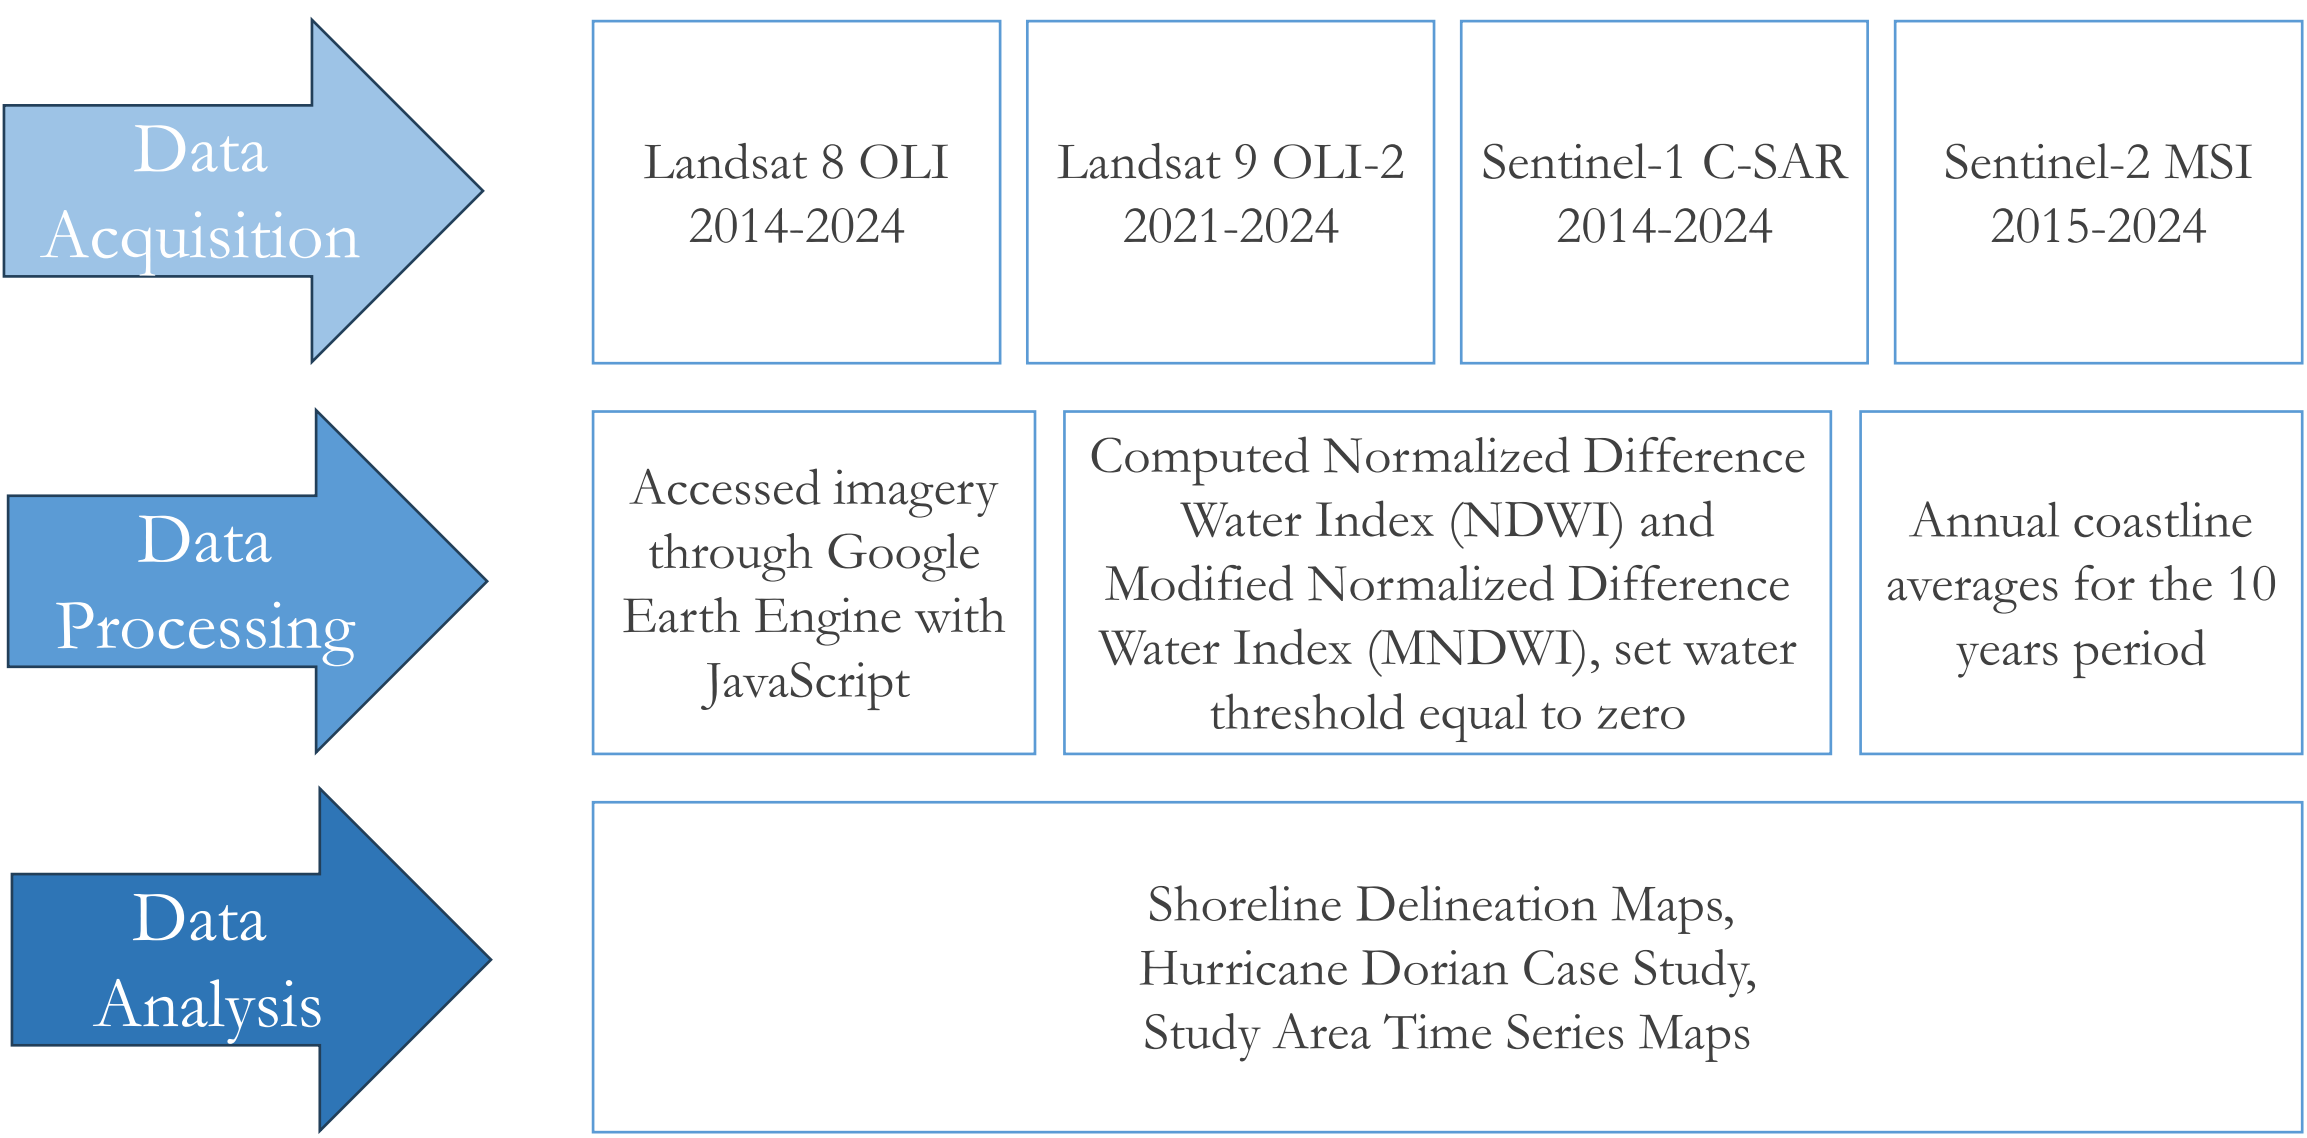 Data
Acquisition
Landsat 8 OLI
2014-2024
Landsat 9 OLI-2
2021-2024
Sentinel-1 C-SAR
2014-2024
Sentinel-2 MSI
2015-2024
Data
Processing
Accessed imagery
through Google
Earth Engine with
JavaScript
Computed Normalized Difference
Water Index (NDWI) and
Modified Normalized Difference
Water Index (MNDWI), set water
threshold equal to zero
Annual coastline
averages for the 10
years period
Data
Analysis
Shoreline Delineation Maps,
Hurricane Dorian Case Study,
Study Area Time Series Maps